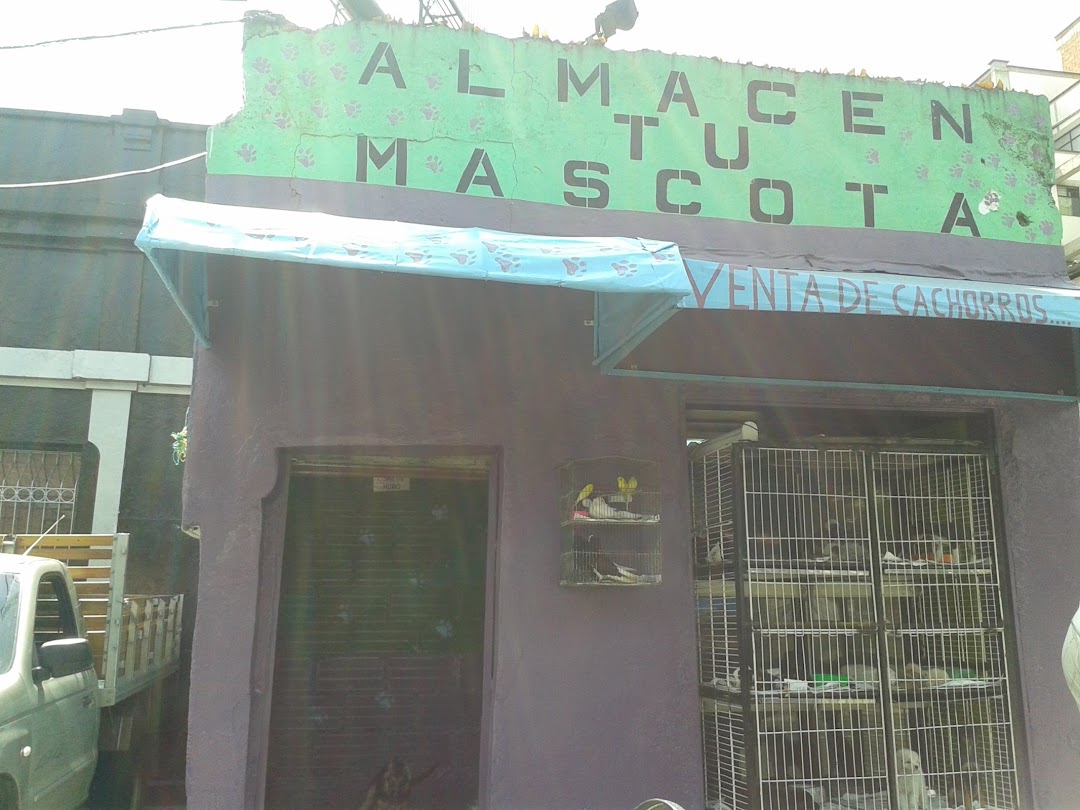 ALMACEN
TU
MASCOTA
VENTA DE CACHORROS....